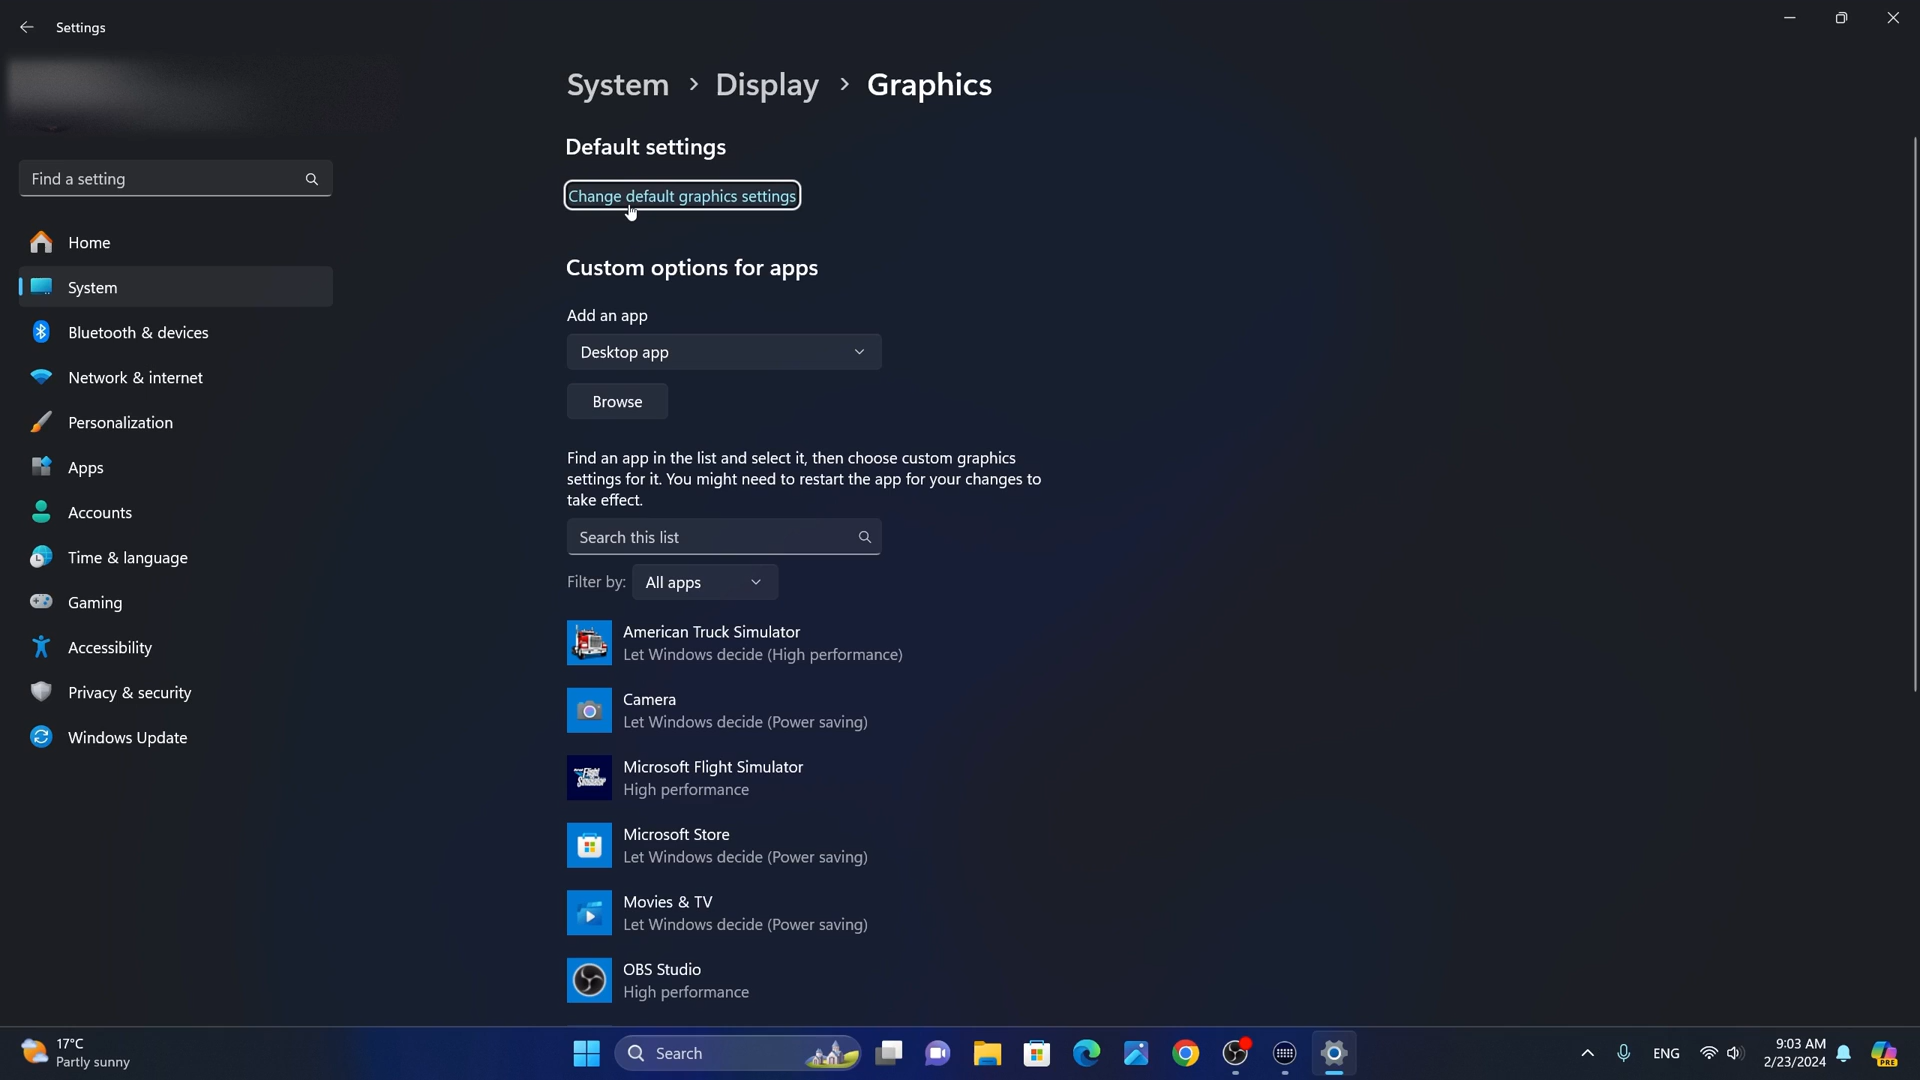 Settings
System > Display > Graphics
Find a setting
Home
System
Bluetooth & devices
Network & internet
Personalization
Apps
Accounts
Time & language
Gaming
Accessibility
Privacy & security
Windows Update
Default settings
Change default graphics settings
Custom options for apps
Add an app
Desktop app
Browse
Find an app in the list and select it, then choose custom graphics
settings for it. You might need to restart the app for your changes to
take effect.
Search this list
Filter by: All apps
American Truck Simulator
Let Windows decide (High performance)
Camera
Let Windows decide (Power saving)
Microsoft Flight Simulator
High performance
Microsoft Store
Let Windows decide (Power saving)
Movies & TV
Let Windows decide (Power saving)
OBS Studio
High performance
17°C
Partly sunny
Search
ENG
9:03 AM
2/23/2024
PRE